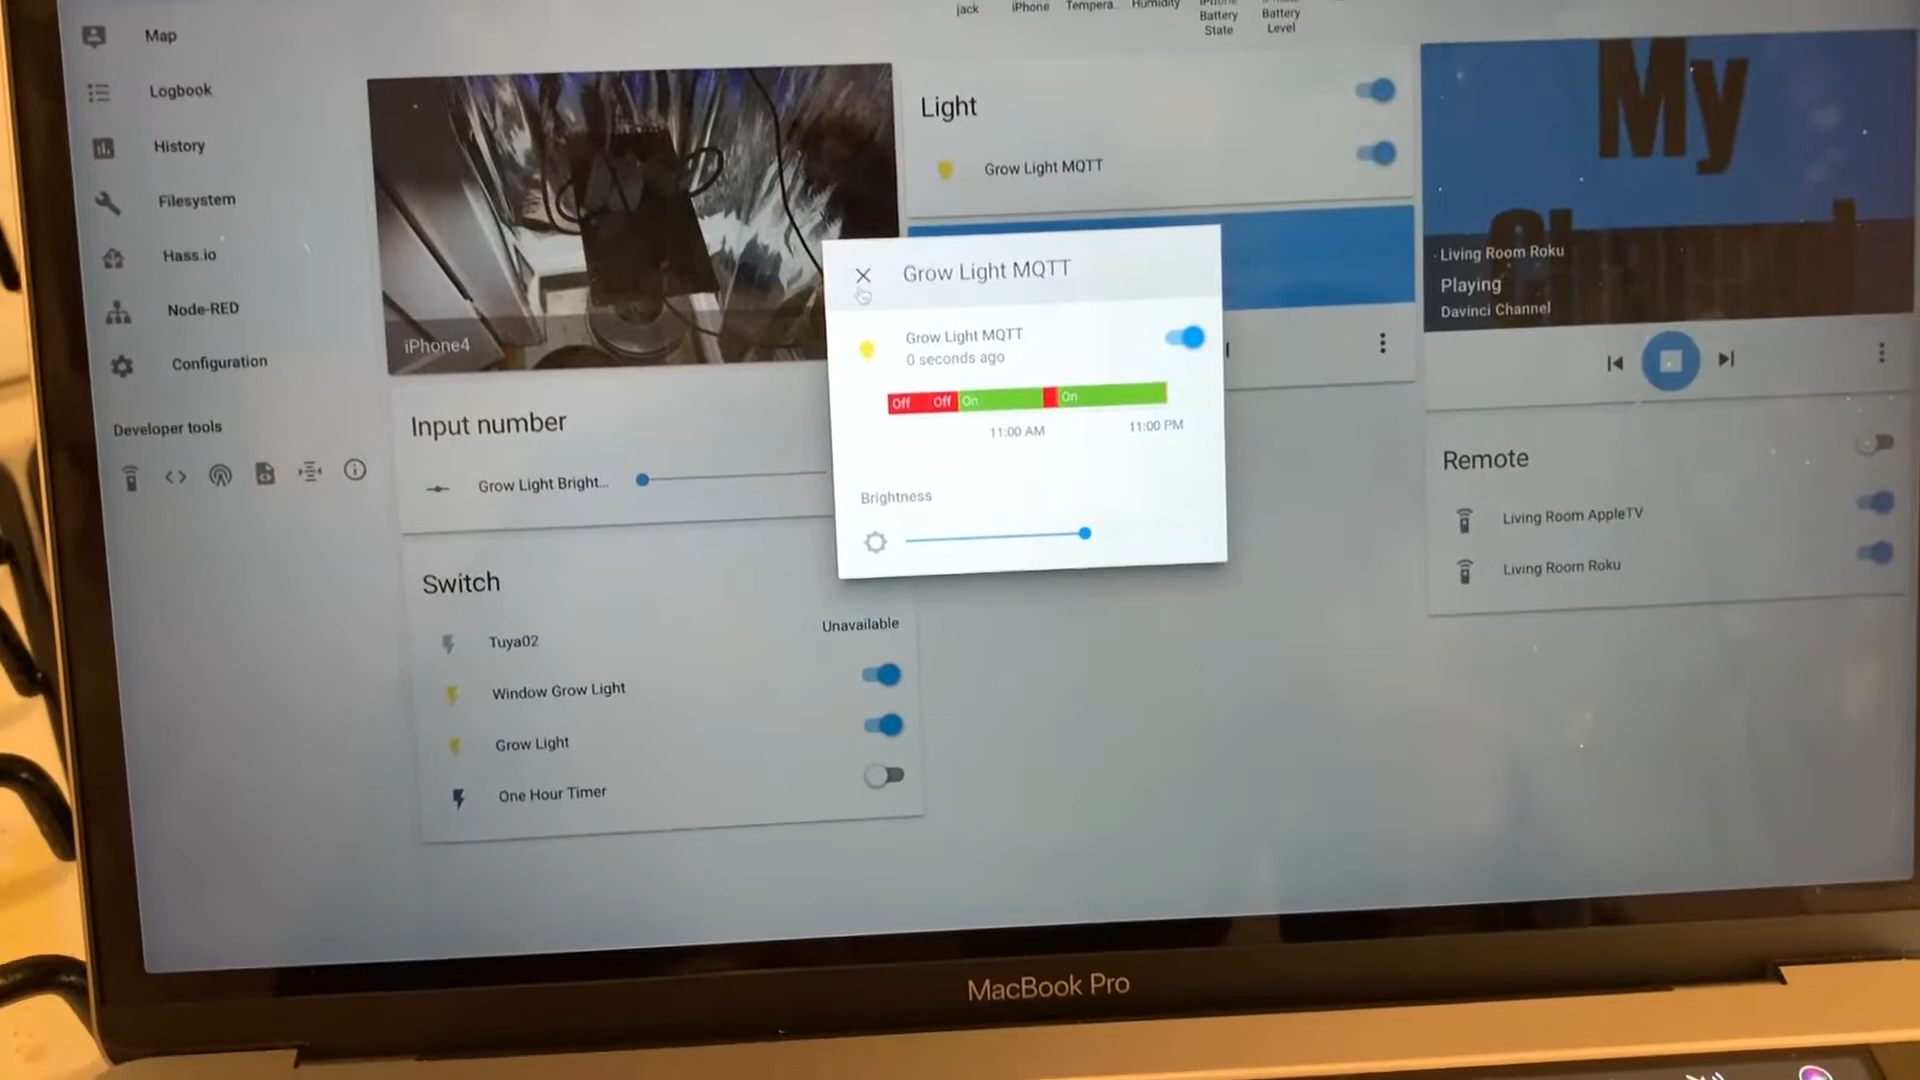 Map
Logbook
History
Filesystem
Hass.io
Node-RED
Configuration
Developer tools
jack
iPhone
Tempera...
Humidity
iPhone
Battery
State
Battery
Level
iPhone4
Input number
Grow Light Bright...
Switch
Tuya02
Unavailable
Window Grow Light
Grow Light
One Hour Timer
Light
Grow Light MQTT
Grow Light MQTT
Grow Light MQTT
0 seconds ago
Off
Off
On
On
11:00 AM
11:00 PM
Brightness
My
Living Room Roku
Playing
Davinci Channel
Remote
Living Room AppleTV
Living Room Roku
MacBook Pro